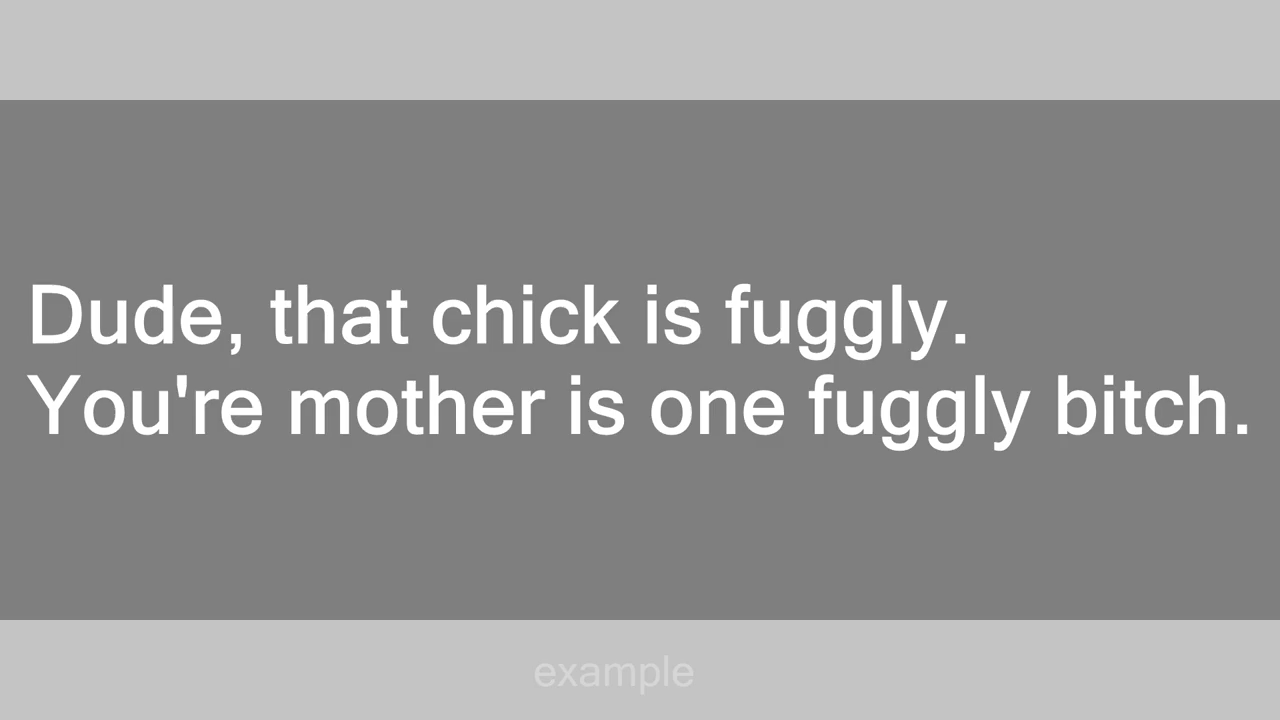 Dude, that chick is fuggly.
You're mother is one fuggly bitch.
example